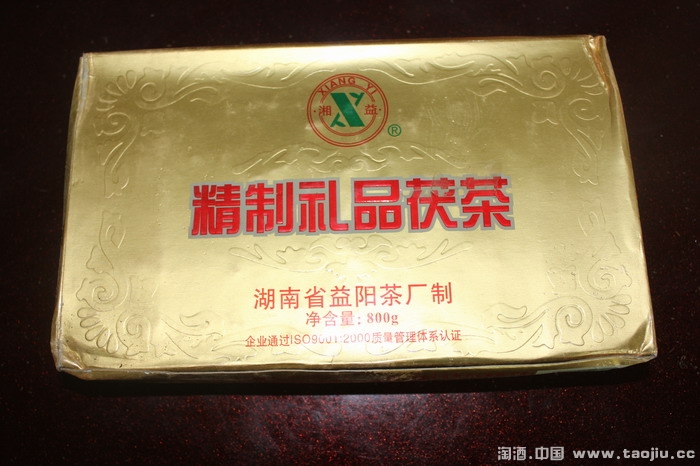 XIANG YI
湘 益
®
精制礼品茯茶
湖南省益阳茶厂制
净含量：800g
企业通过ISO9001:2000质量管理体系认证
淘酒.中国 www.taojiu.cc